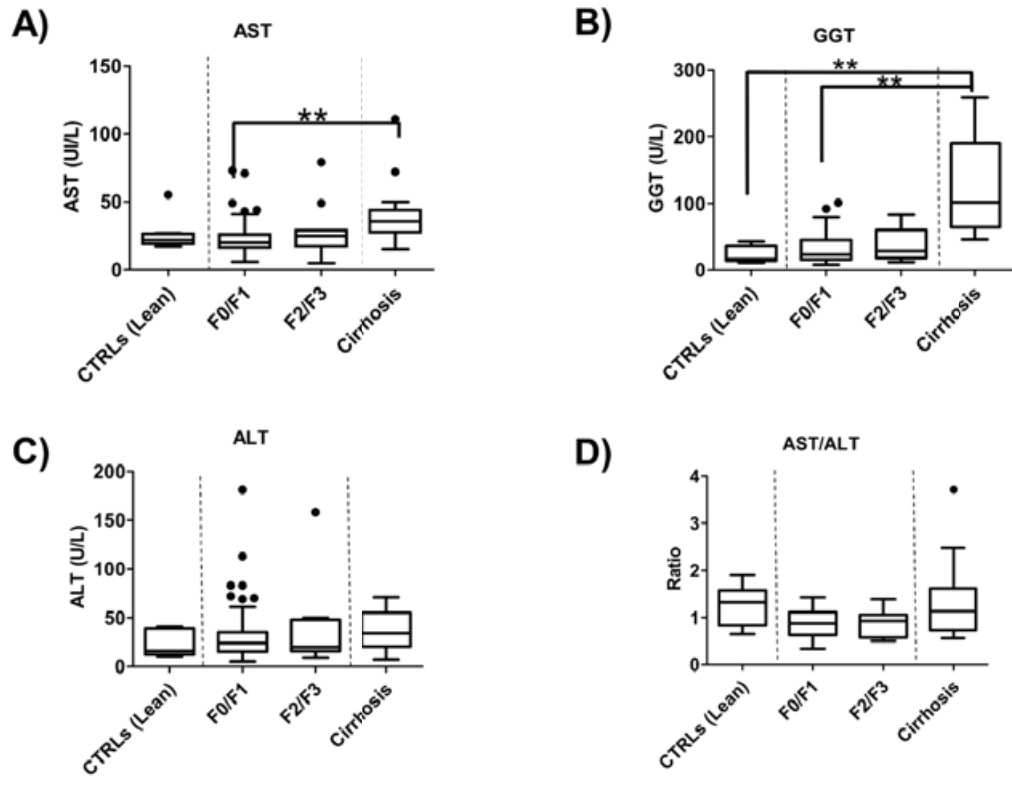 A)
AST
AST (UI/L)
150
100
50
0
**
CTRLs (Lean)
F0/F1
F2/F3
Cirrhosis
B)
GGT
GGT (U/L)
300
200
100
0
**
**
CTRLs (Lean)
F0/F1
F2/F3
Cirrhosis
C)
ALT
ALT (U/L)
200
150
100
50
0
CTRLs (Lean)
F0/F1
F2/F3
Cirrhosis
D)
AST/ALT
Ratio
4
3
2
1
0
CTRLs (Lean)
F0/F1
F2/F3
Cirrhosis